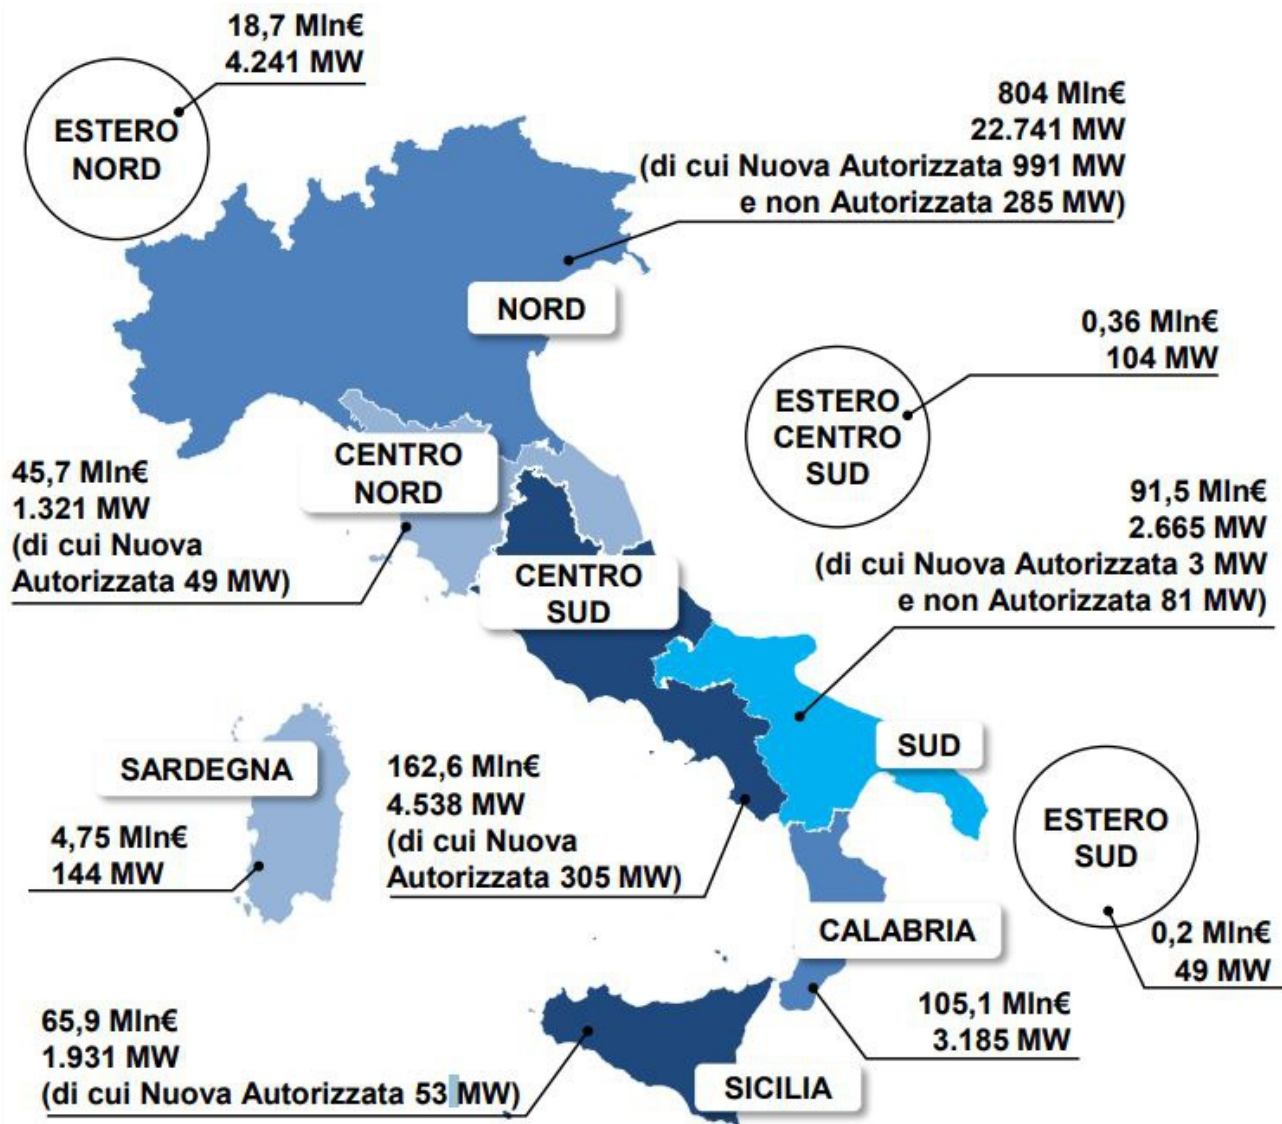 18,7 Mln€
4.241 MW
ESTERO
NORD
804 Mln€
22.741 MW
(di cui Nuova Autorizzata 991 MW
e non Autorizzata 285 MW)
NORD
0,36 Mln€
104 MW
ESTERO
CENTRO
SUD
CENTRO
NORD
45,7 Mln€
1.321 MW
(di cui Nuova
Autorizzata 49 MW)
91,5 Mln€
2.665 MW
(di cui Nuova Autorizzata 3 MW
e non Autorizzata 81 MW)
CENTRO
SUD
SUD
SARDEGNA
4,75 Mln€
144 MW
162,6 Mln€
4.538 MW
(di cui Nuova
Autorizzata 305 MW)
ESTERO
SUD
0,2 Mln€
49 MW
CALABRIA
105,1 Mln€
3.185 MW
65,9 Mln€
1.931 MW
(di cui Nuova Autorizzata 53 MW)
SICILIA